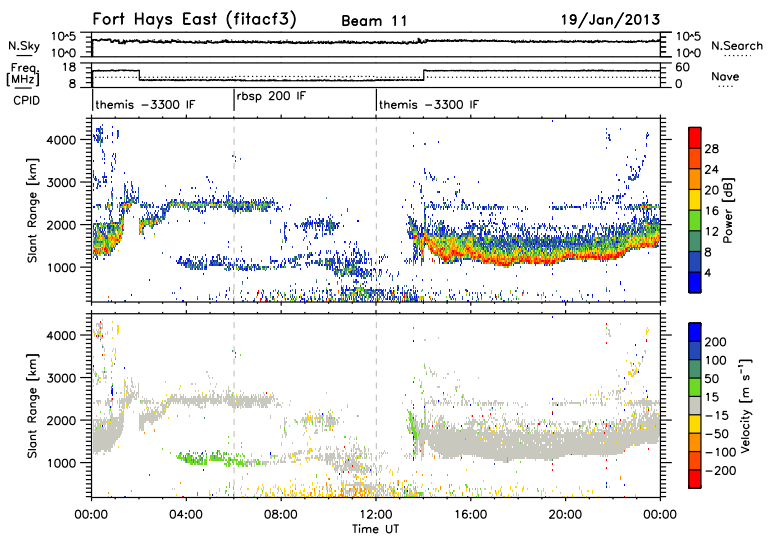 Fort Hays East (fitacf3) Beam 11 19/Jan/2013
N.Sky 10^5 10^0 10^5 10^0 N.Search
Freq. [MHz] 18 8 60 0 Nave
CPID themis -3300 IF rbsp 200 IF themis -3300 IF
Slant Range [km]
4000
3000
2000
1000
Power [dB]
28
24
20
16
12
8
4
Slant Range [km]
4000
3000
2000
1000
Velocity [m s^-1]
200
100
50
15
-15
-50
-100
-200
00:00 04:00 08:00 12:00 16:00 20:00 00:00
Time UT